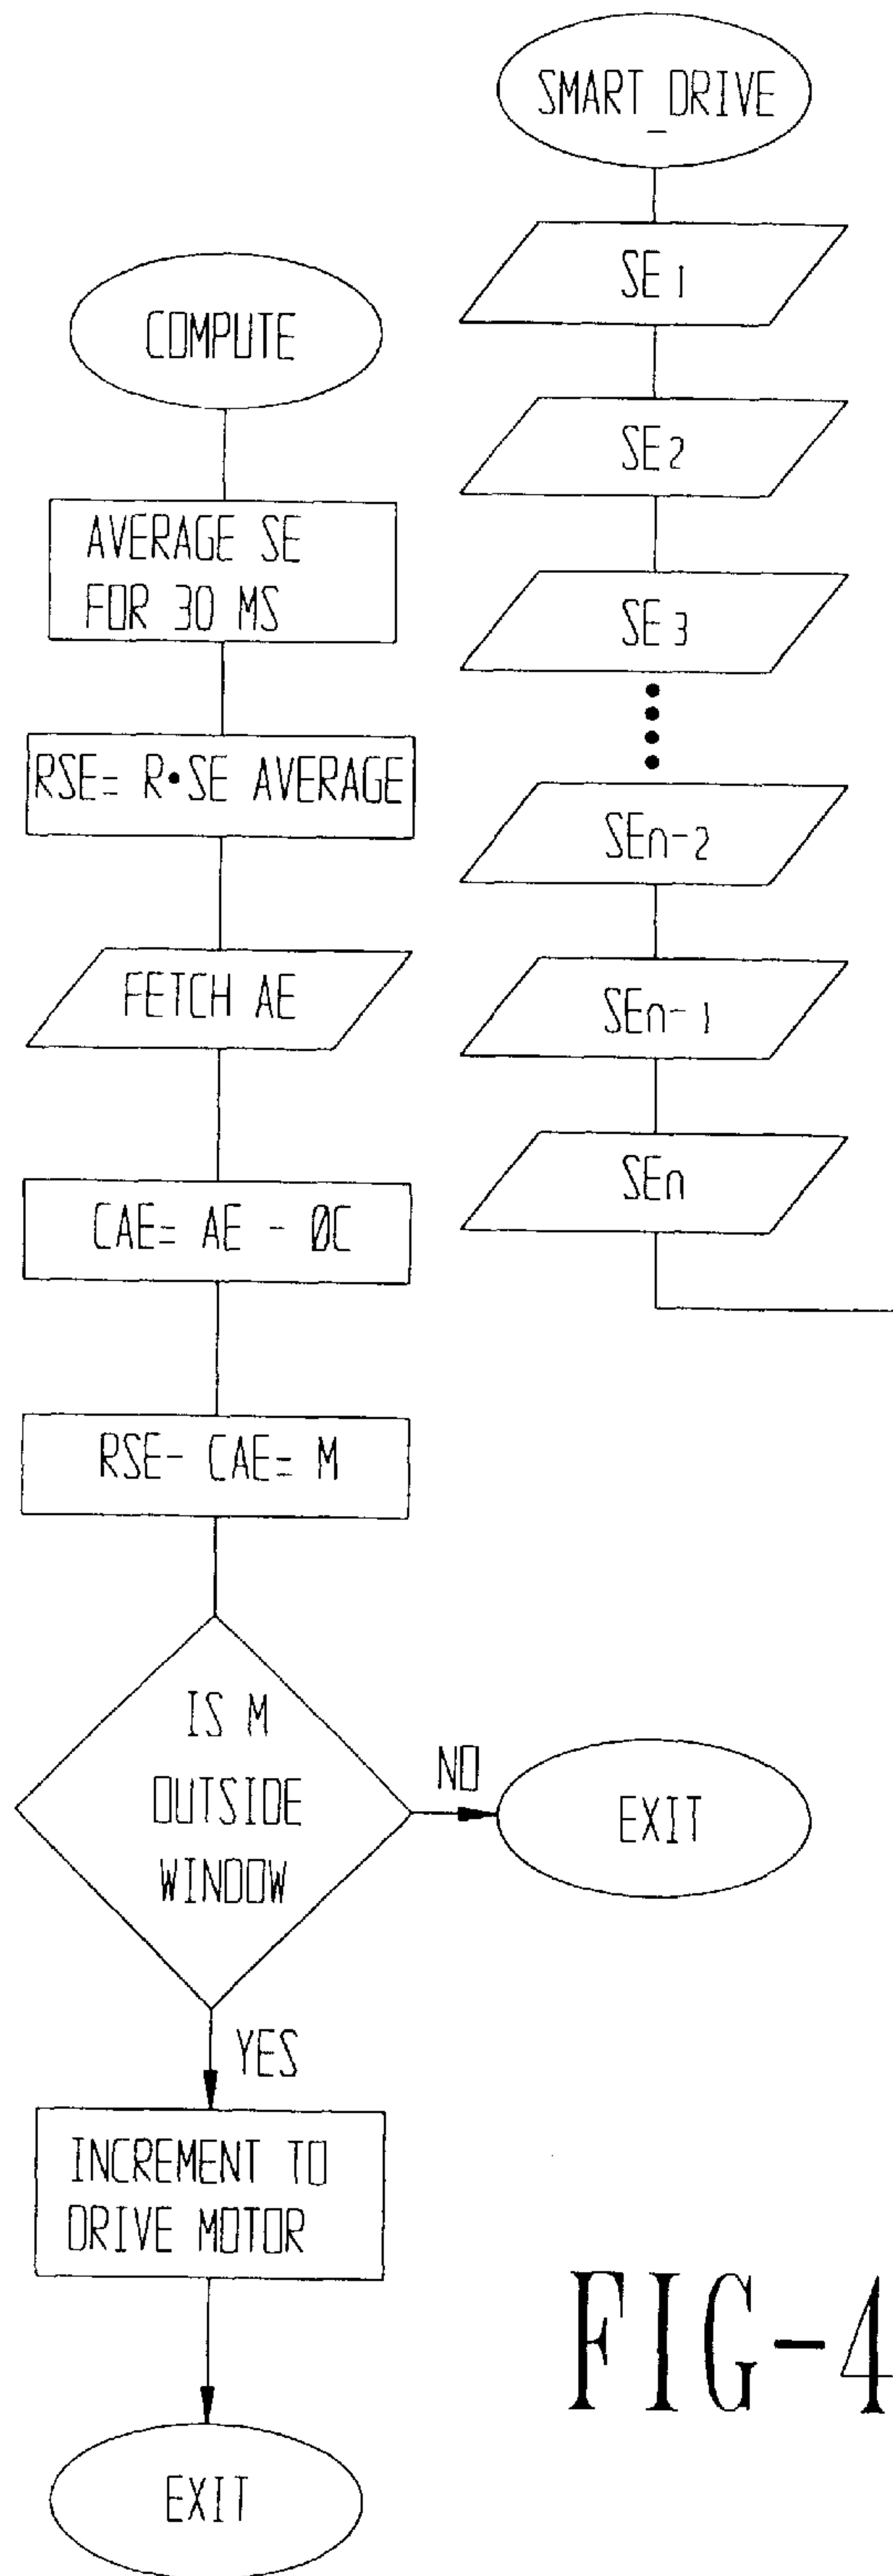 COMPUTE
AVERAGE SE
FOR 30 MS
RSE= R•SE AVERAGE
FETCH AE
CAE= AE - ØC
RSE- CAE= M
IS M
OUTSIDE
WINDOW
NO
EXIT
YES
INCREMENT TO
DRIVE MOTOR
EXIT
SMART_DRIVE
SE1
SE2
SE3
SEn-2
SEn-1
SEn
FIG-4